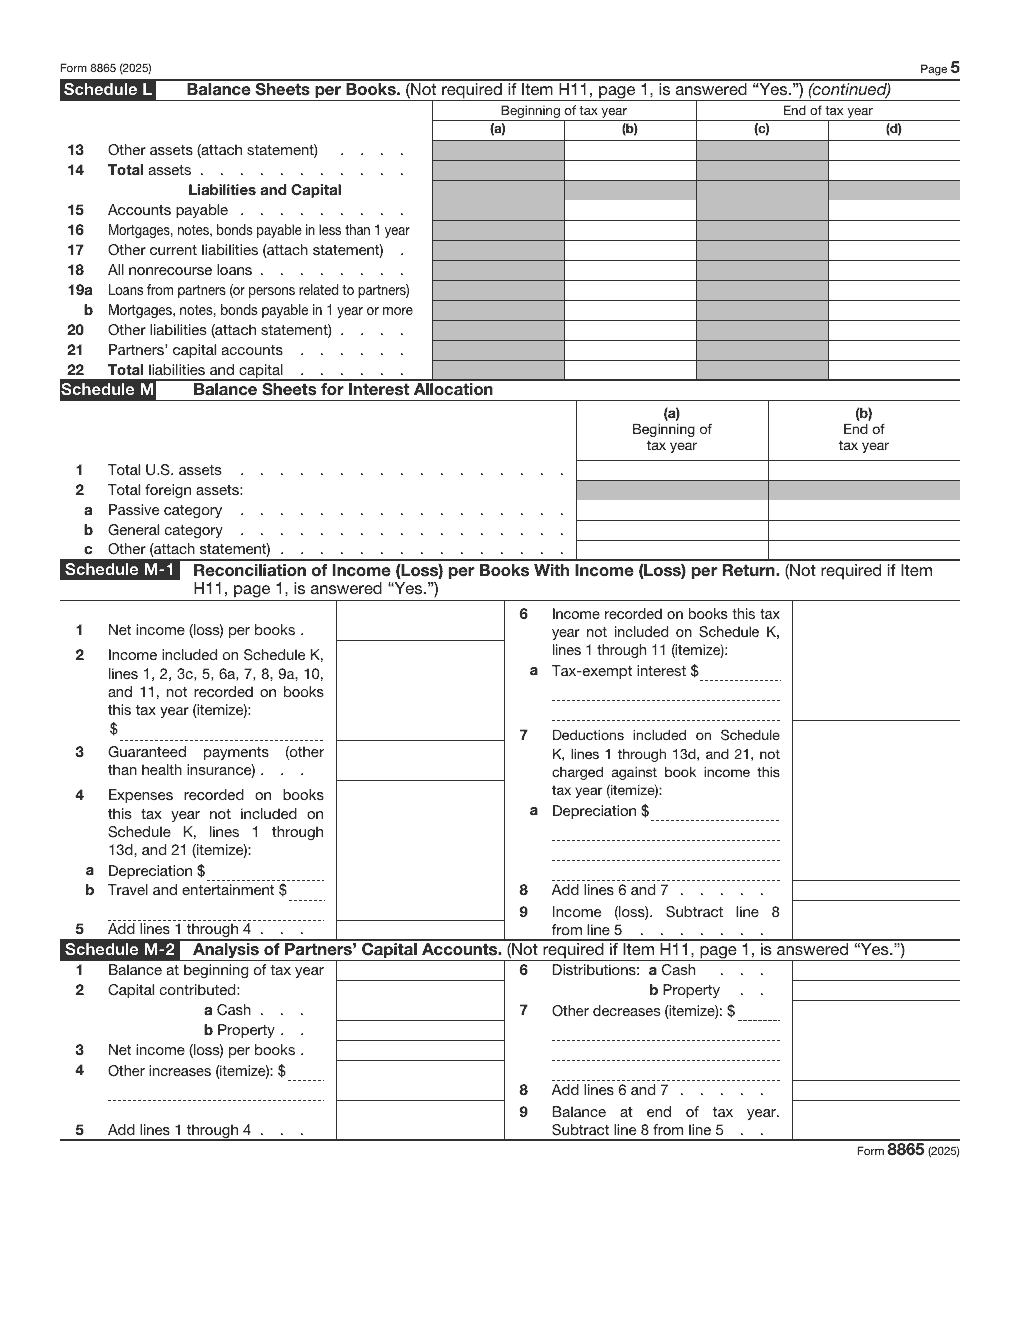 Form 8865 (2025)
Page 5
Schedule L Balance Sheets per Books. (Not required if Item H11, page 1, is answered “Yes.”) (continued)
Beginning of tax year End of tax year
(a) (b) (c) (d)
13 Other assets (attach statement) . . . .
14 Total assets . . . . . . . . . . .
Liabilities and Capital
15 Accounts payable . . . . . . . . .
16 Mortgages, notes, bonds payable in less than 1 year
17 Other current liabilities (attach statement) .
18 All nonrecourse loans . . . . . . . .
19a Loans from partners (or persons related to partners)
b Mortgages, notes, bonds payable in 1 year or more
20 Other liabilities (attach statement) . . . .
21 Partners’ capital accounts . . . . . .
22 Total liabilities and capital . . . . . .
Schedule M Balance Sheets for Interest Allocation
(a) Beginning of tax year
(b) End of tax year
1 Total U.S. assets . . . . . . . . . . . . . . . .
2 Total foreign assets:
a Passive category . . . . . . . . . . . . . . . .
b General category . . . . . . . . . . . . . . . .
c Other (attach statement) . . . . . . . . . . . . . .
Schedule M-1 Reconciliation of Income (Loss) per Books With Income (Loss) per Return. (Not required if Item
H11, page 1, is answered “Yes.”)
1 Net income (loss) per books .
2 Income included on Schedule K,
lines 1, 2, 3c, 5, 6a, 7, 8, 9a, 10,
and 11, not recorded on books
this tax year (itemize):
$
3 Guaranteed payments (other
than health insurance) . . .
4 Expenses recorded on books
this tax year not included on
Schedule K, lines 1 through
13d, and 21 (itemize):
a Depreciation $
b Travel and entertainment $
5 Add lines 1 through 4 . . .
6 Income recorded on books this tax
year not included on Schedule K,
lines 1 through 11 (itemize):
a Tax-exempt interest $
7 Deductions included on Schedule
K, lines 1 through 13d, and 21, not
charged against book income this
tax year (itemize):
a Depreciation $
8 Add lines 6 and 7 . . . . .
9 Income (loss). Subtract line 8
from line 5 . . . . . . .
Schedule M-2 Analysis of Partners’ Capital Accounts. (Not required if Item H11, page 1, is answered “Yes.”)
1 Balance at beginning of tax year
2 Capital contributed:
a Cash . . .
b Property . .
3 Net income (loss) per books .
4 Other increases (itemize): $
5 Add lines 1 through 4 . . .
6 Distributions: a Cash . . .
b Property . .
7 Other decreases (itemize): $
8 Add lines 6 and 7 . . . . .
9 Balance at end of tax year.
Subtract line 8 from line 5 . .
Form 8865 (2025)